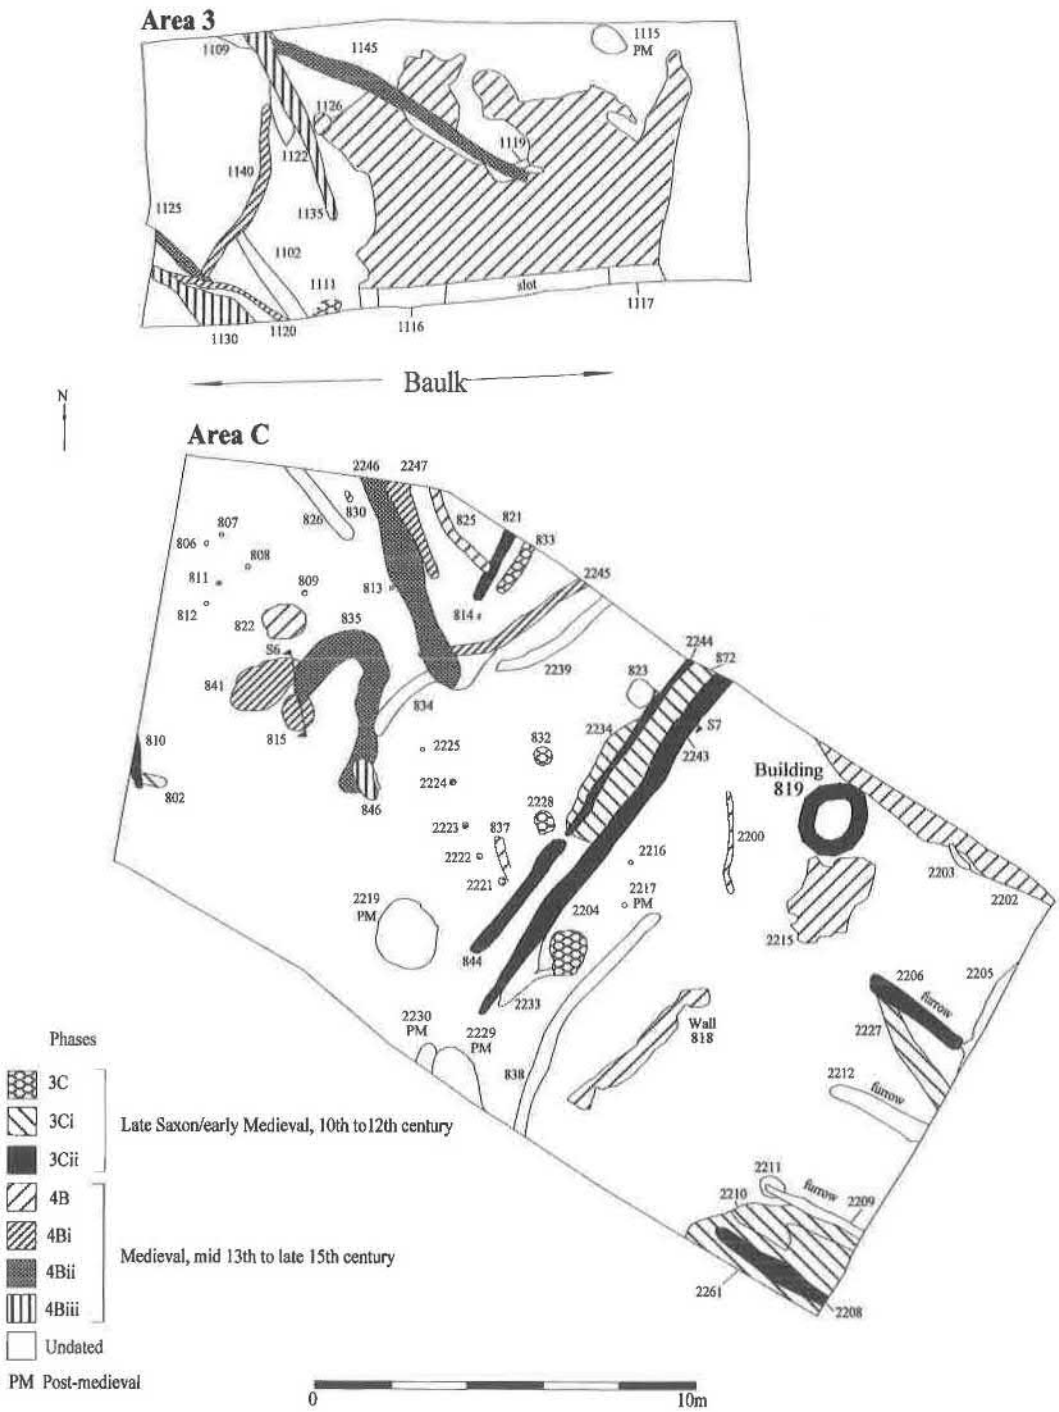 Area 3
1109
1145
1115
PM
1126
1119
1122
1140
1135
1125
1102
1111
slot
1117
1120
1116
1130
Baulk
N
Area C
2246 2247
830
826
825 821
833
807
806
808
811
809
813
2245
812
814
822
835
S6
2239
2244
872
841
823
834
S7
815
2234
2243
810
832
2225
Building
819
802
2224
846
2228
2223 837
2200
2222
2216
2203
2221
2217
PM
2202
2219
PM
2204
2215
844
2206
2205
furrow
2233
2227
2230
PM
2229
PM
Wall
818
2212
furrow
838
2211
2210
furrow
2209
2261
2208
Phases
3C
3Ci
Late Saxon/early Medieval, 10th to12th century
3Cii
4B
4Bi
Medieval, mid 13th to late 15th century
4Bii
4Biii
Undated
PM Post-medieval
0
10m